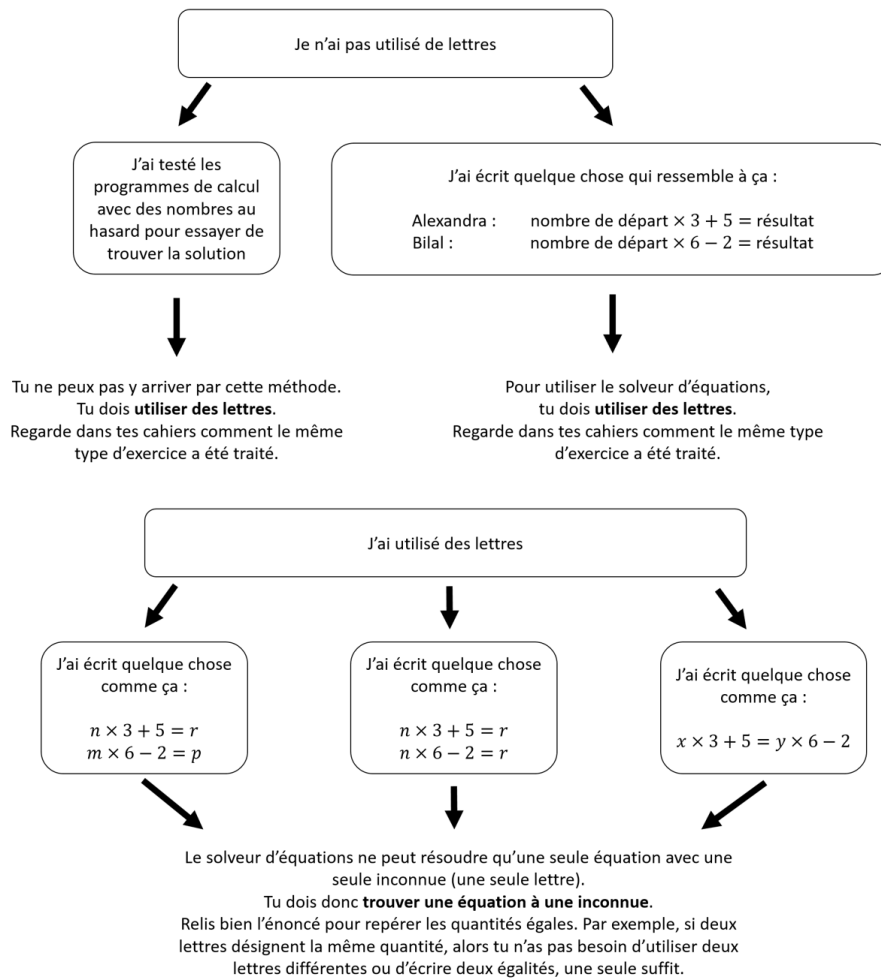 Je n'ai pas utilisé de lettres
J'ai testé les
programmes de calcul
avec des nombres au
hasard pour essayer de
trouver la solution
J'ai écrit quelque chose qui ressemble à ça :
Alexandra : nombre de départ × 3 + 5 = résultat
Bilal : nombre de départ × 6 − 2 = résultat
Tu ne peux pas y arriver par cette méthode.
Tu dois utiliser des lettres.
Regarde dans tes cahiers comment le même
type d'exercice a été traité.
Pour utiliser le solveur d'équations,
tu dois utiliser des lettres.
Regarde dans tes cahiers comment le même type
d'exercice a été traité.
J'ai utilisé des lettres
J'ai écrit quelque chose
comme ça :
n × 3 + 5 = r
m × 6 − 2 = p
J'ai écrit quelque chose
comme ça :
n × 3 + 5 = r
n × 6 − 2 = r
J'ai écrit quelque chose
comme ça :
x × 3 + 5 = y × 6 − 2
Le solveur d'équations ne peut résoudre qu'une seule équation avec une
seule inconnue (une seule lettre).
Tu dois donc trouver une équation à une inconnue.
Relis bien l'énoncé pour repérer les quantités égales. Par exemple, si deux
lettres désignent la même quantité, alors tu n'as pas besoin d'utiliser deux
lettres différentes ou d'écrire deux égalités, une seule suffit.